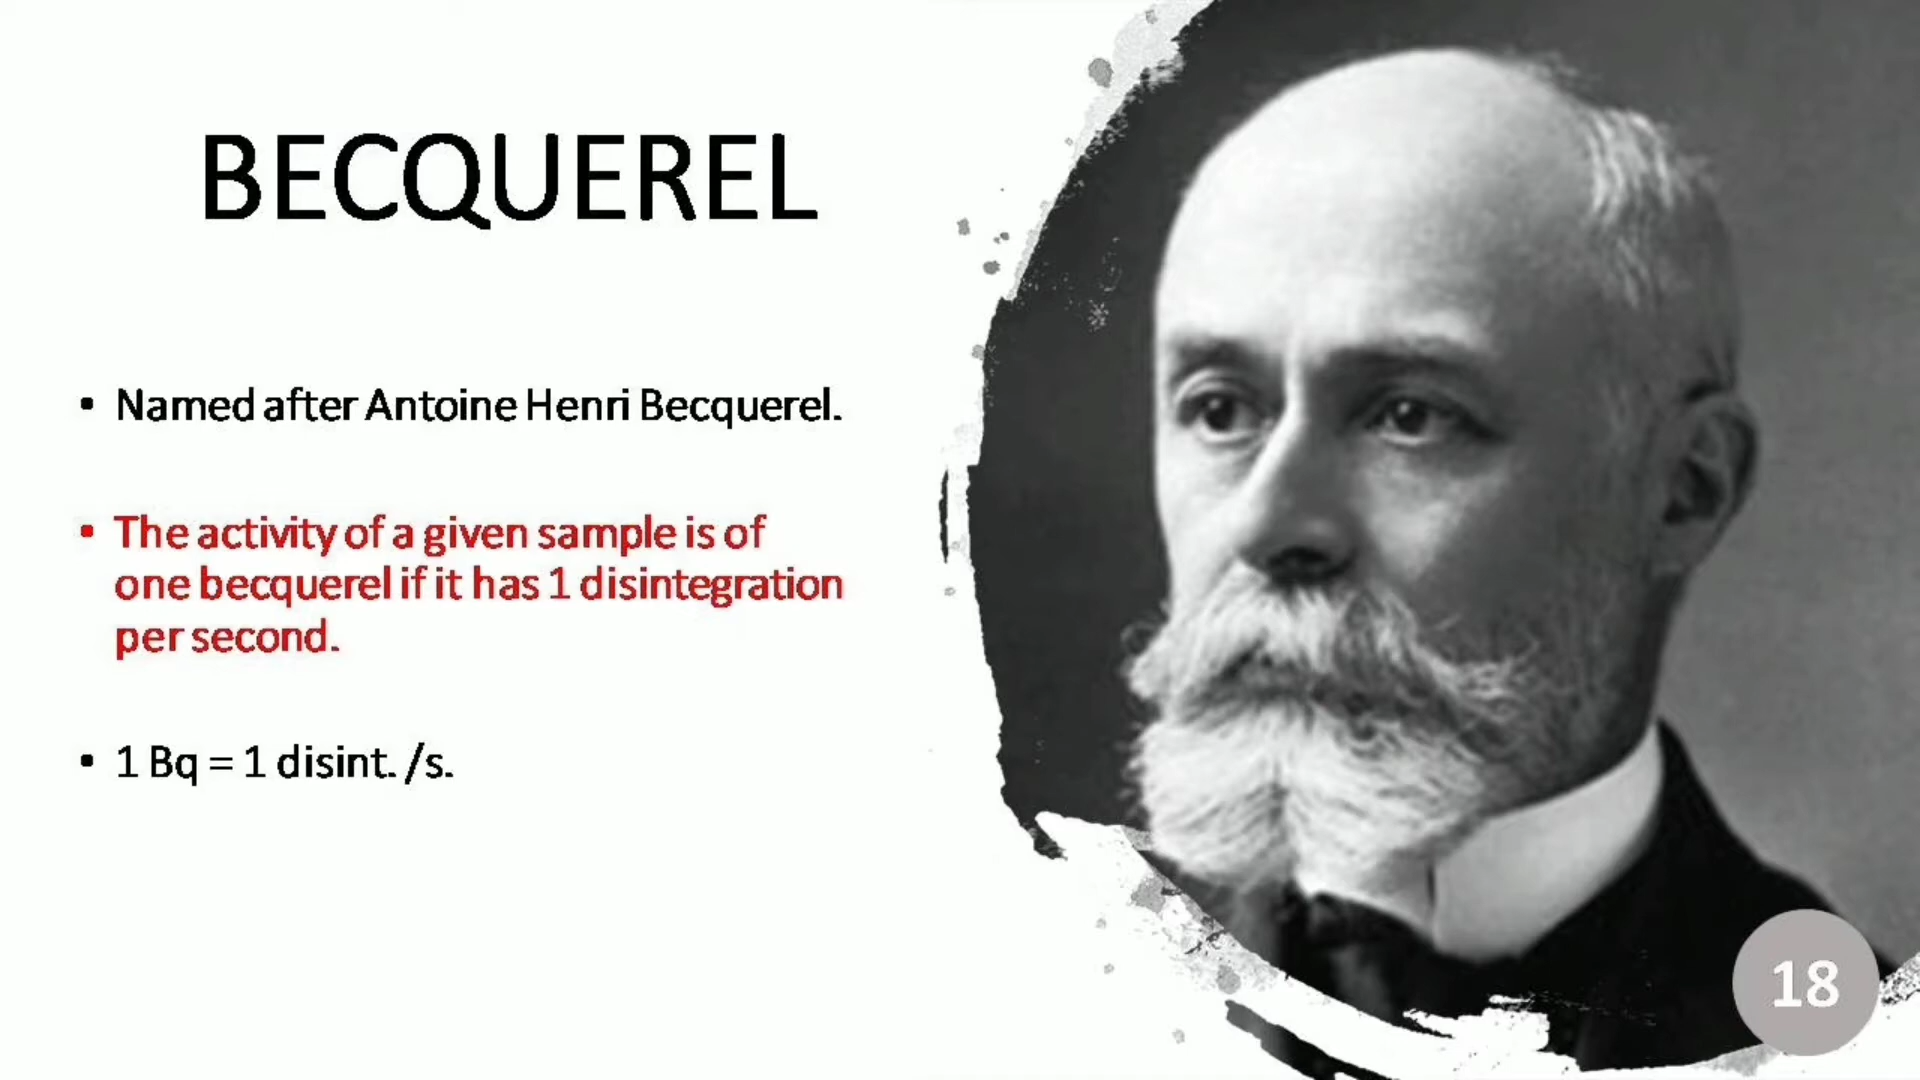 BECQUEREL
• Named after Antoine Henri Becquerel.
• The activity of a given sample is of
one becquerel if it has 1 disintegration
per second.
• 1 Bq = 1 disint. /s.
18